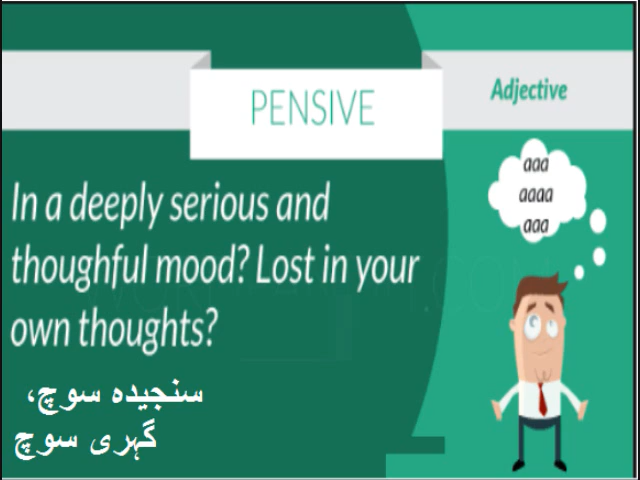 PENSIVE
Adjective
aaa
aaaa
aaa
In a deeply serious and
thoughtful mood? Lost in your
own thoughts?
سنجیدہ سوچ،
گہری سوچ